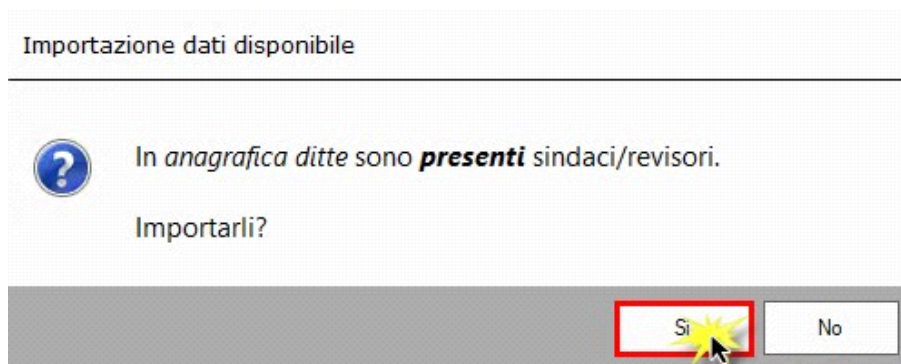 Importazione dati disponibile
In anagrafica ditte sono presenti sindaci/revisori.
Importarli?
Si
No